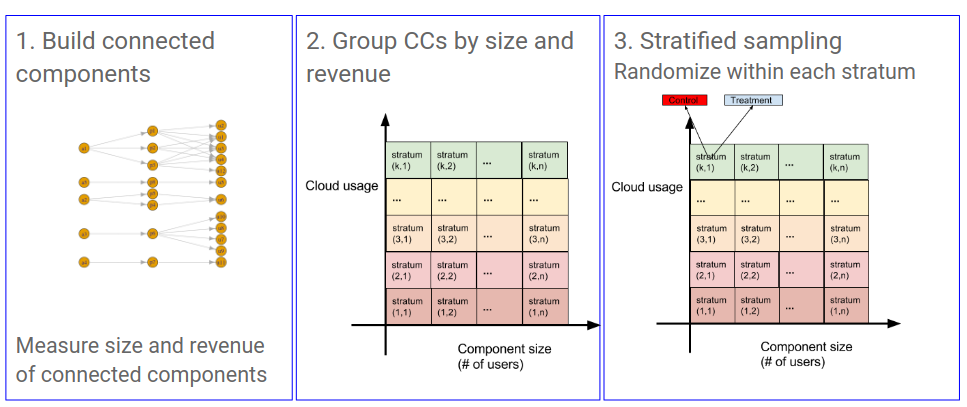 1. Build connected
components
Measure size and revenue
of connected components
2. Group CCs by size and
revenue
Cloud usage
stratum (k,1) stratum (k,2) ... stratum (k,n)
... ... ... ...
stratum (3,1) stratum (3,2) ... stratum (3,n)
stratum (2,1) stratum (2,2) ... stratum (2,n)
stratum (1,1) stratum (1,2) ... stratum (1,n)
Component size
(# of users)
3. Stratified sampling
Randomize within each stratum
Control Treatment
Cloud usage
stratum (k,1) stratum (k,2) ... stratum (k,n)
... ... ... ...
stratum (3,1) stratum (3,2) ... stratum (3,n)
stratum (2,1) stratum (2,2) ... stratum (2,n)
stratum (1,1) stratum (1,2) ... stratum (1,n)
Component size
(# of users)